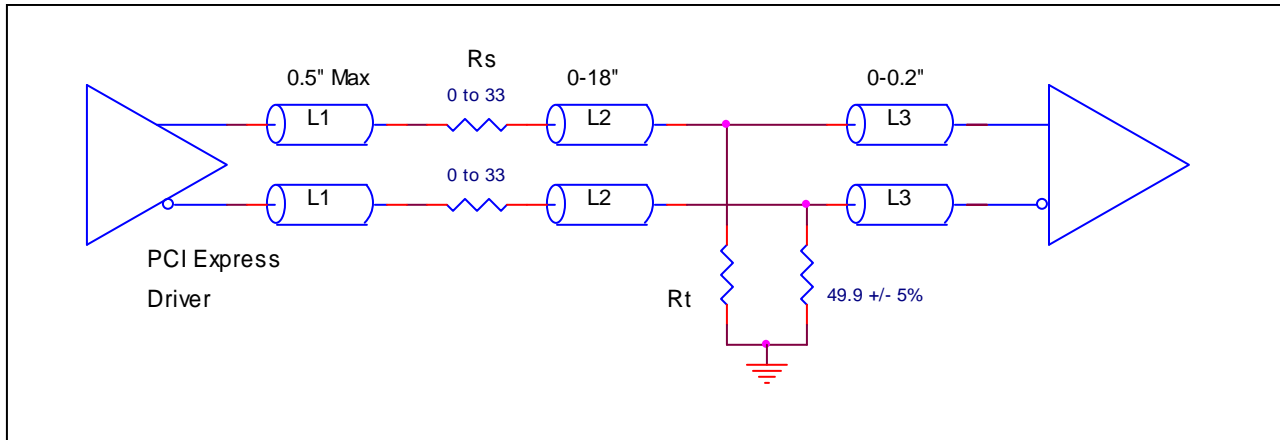 Rs
0.5" Max
0-18"
0-0.2"
0 to 33
L1
L2
L3
0 to 33
L1
L2
L3
PCI Express
Driver
Rt
49.9 +/- 5%